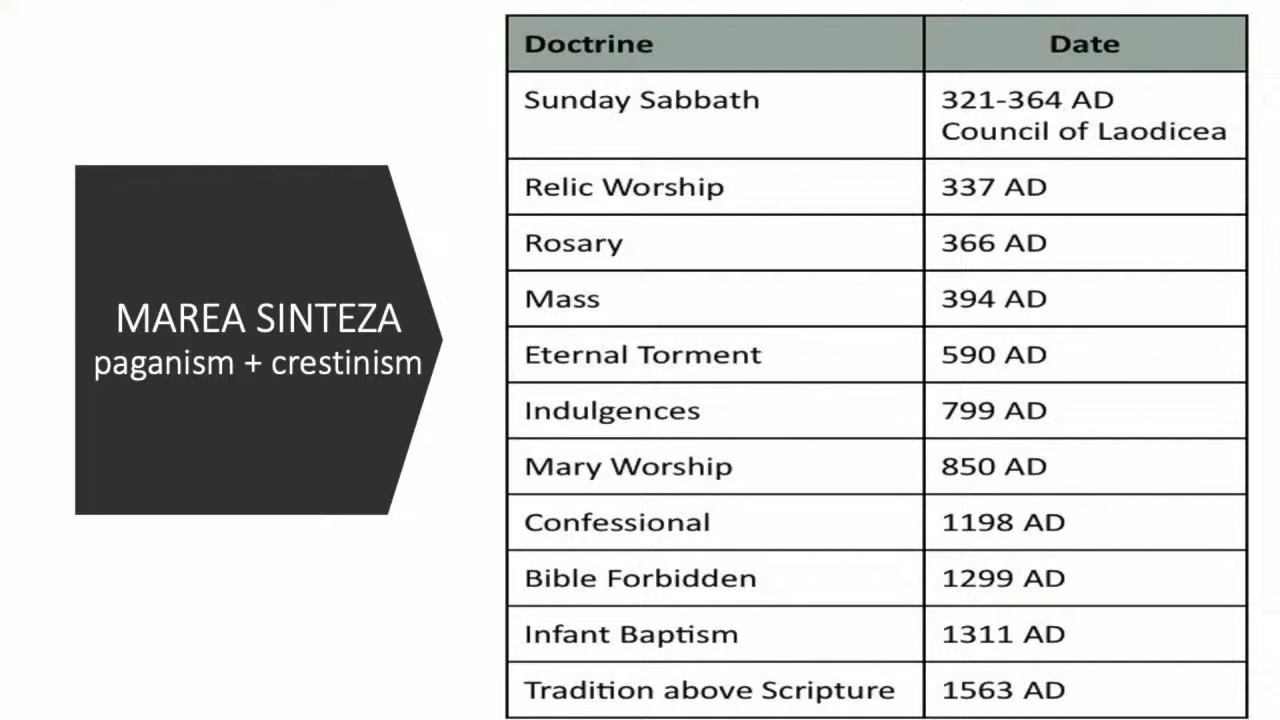 MAREA SINTEZA
paganism + crestinism
Doctrine Date
Sunday Sabbath 321-364 AD
Council of Laodicea
Relic Worship 337 AD
Rosary 366 AD
Mass 394 AD
Eternal Torment 590 AD
Indulgences 799 AD
Mary Worship 850 AD
Confessional 1198 AD
Bible Forbidden 1299 AD
Infant Baptism 1311 AD
Tradition above Scripture 1563 AD